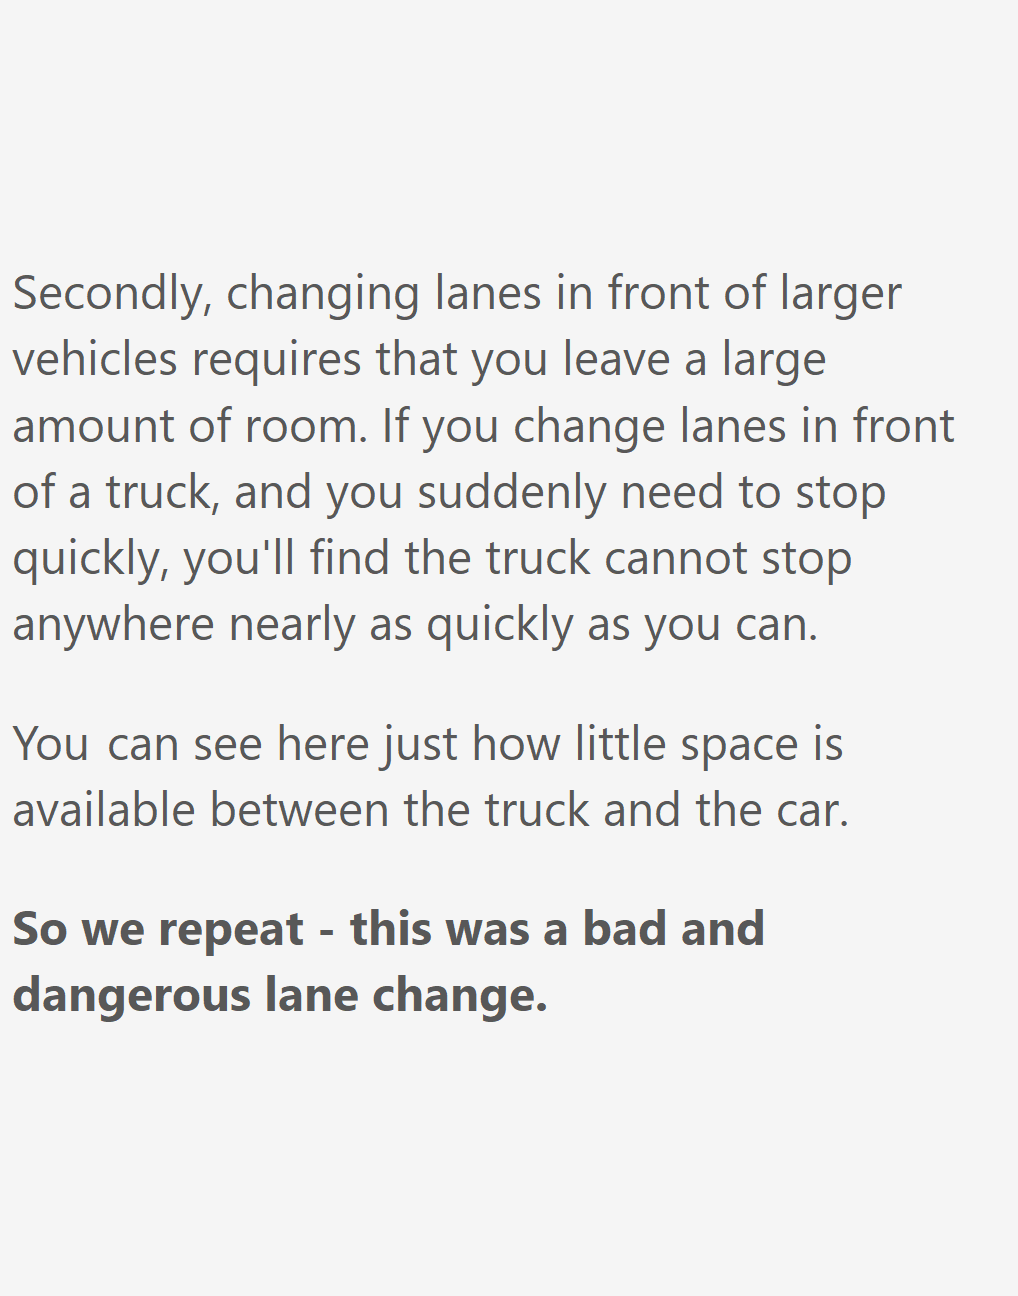 Secondly, changing lanes in front of larger
vehicles requires that you leave a large
amount of room. If you change lanes in front
of a truck, and you suddenly need to stop
quickly, you'll find the truck cannot stop
anywhere nearly as quickly as you can.
You can see here just how little space is
available between the truck and the car.
So we repeat - this was a bad and
dangerous lane change.